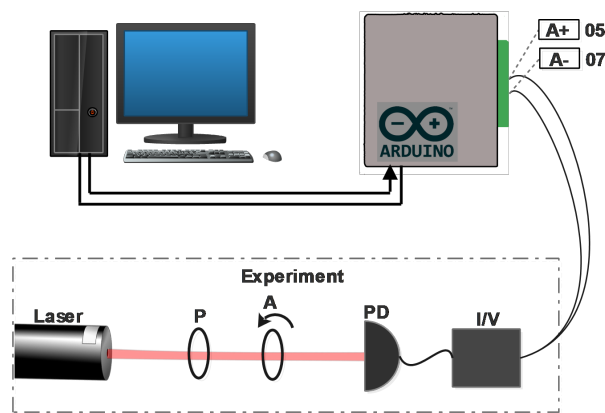 A+ 05
A- 07
ARDUINO
Experiment
Laser
P
A
PD
I/V